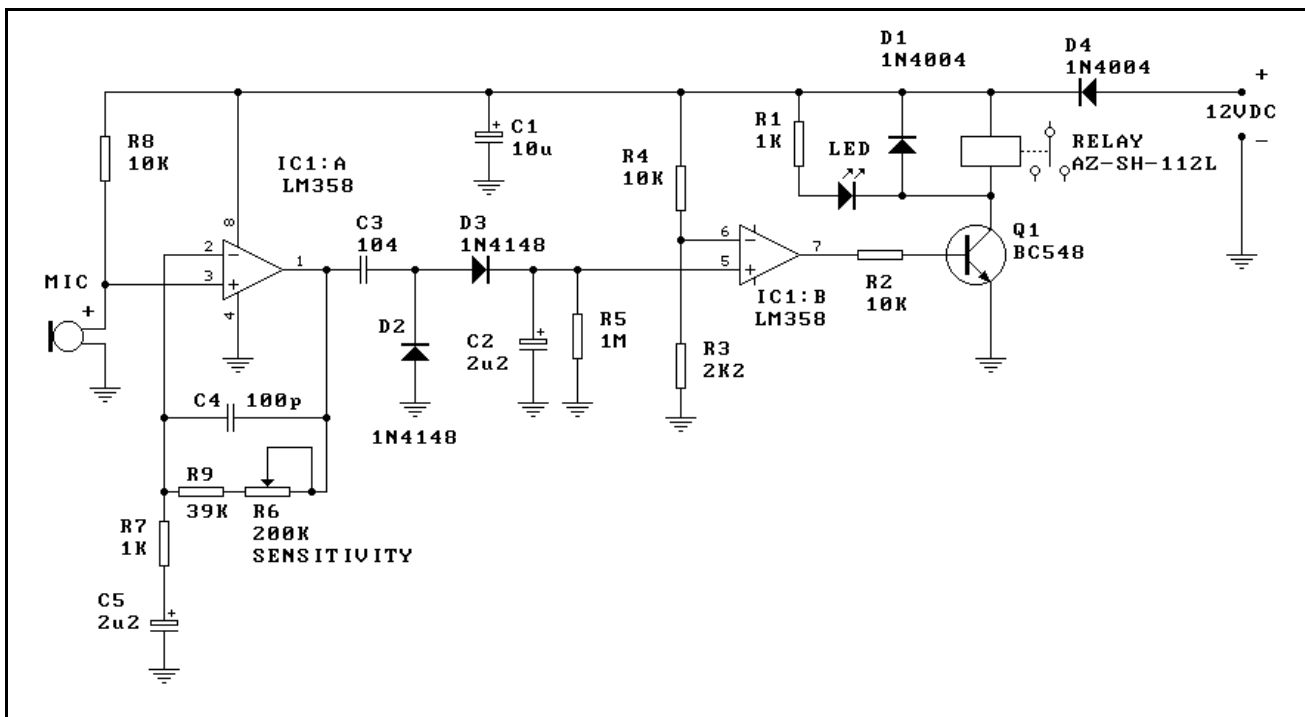 D1
1N4004
D4
1N4004
+
12VDC
-
R8
10K
IC1:A
LM358
+
C1
10u
R4
10K
R1
1K
LED
RELAY
AZ-SH-112L
8
2
-
3
+
1
4
MIC
+
C3
104
D3
1N4148
6
-
5
+
7
IC1:B
LM358
R2
10K
Q1
BC548
D2
1N4148
C2
2u2
+
R5
1M
R3
2K2
C4 100p
R9
39K
R6
200K
SENSITIVITY
R7
1K
C5
2u2
+